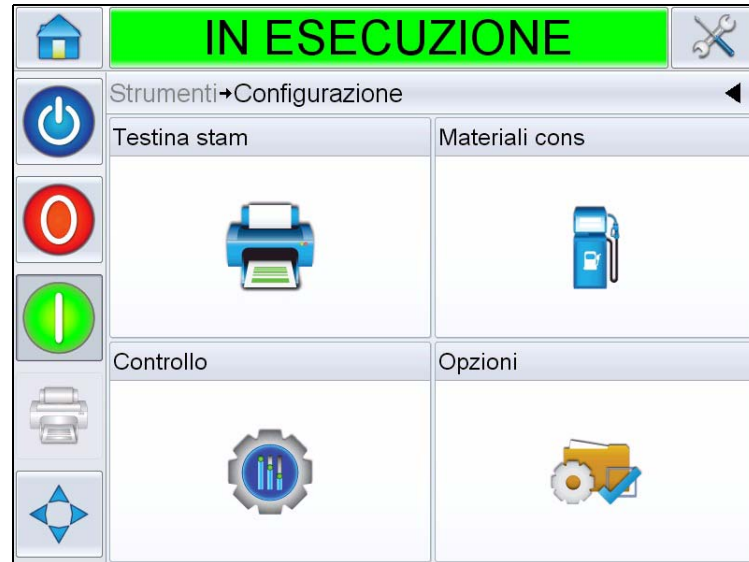 IN ESECUZIONE
Strumenti→Configurazione
Testina stam
Materiali cons
Controllo
Opzioni